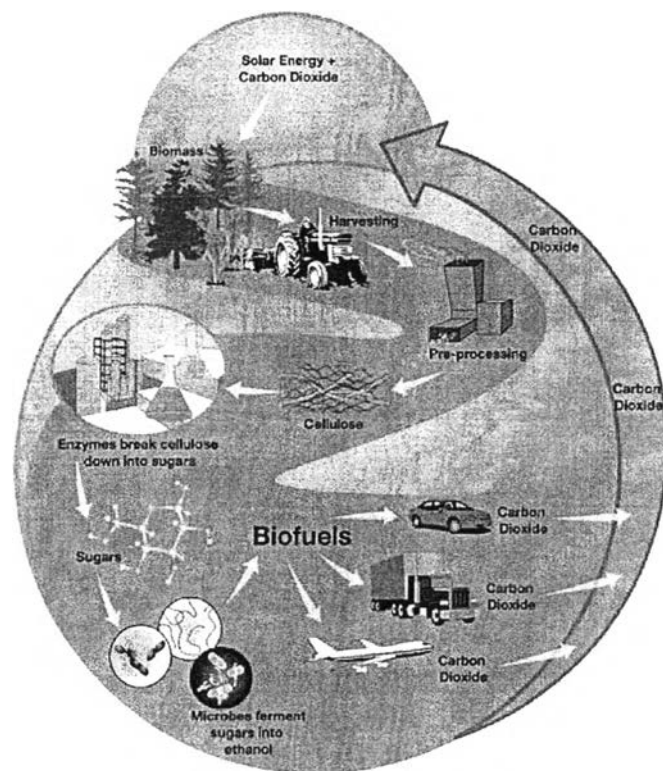 Solar Energy +
Carbon Dioxide
Biomass
Harvesting
Carbon
Dioxide
Pre-processing
Carbon
Dioxide
Cellulose
Enzymes break cellulose
down into sugars
Carbon
Dioxide
Biofuels
Sugars
Carbon
Dioxide
Carbon
Dioxide
Microbes ferment
sugars into
ethanol